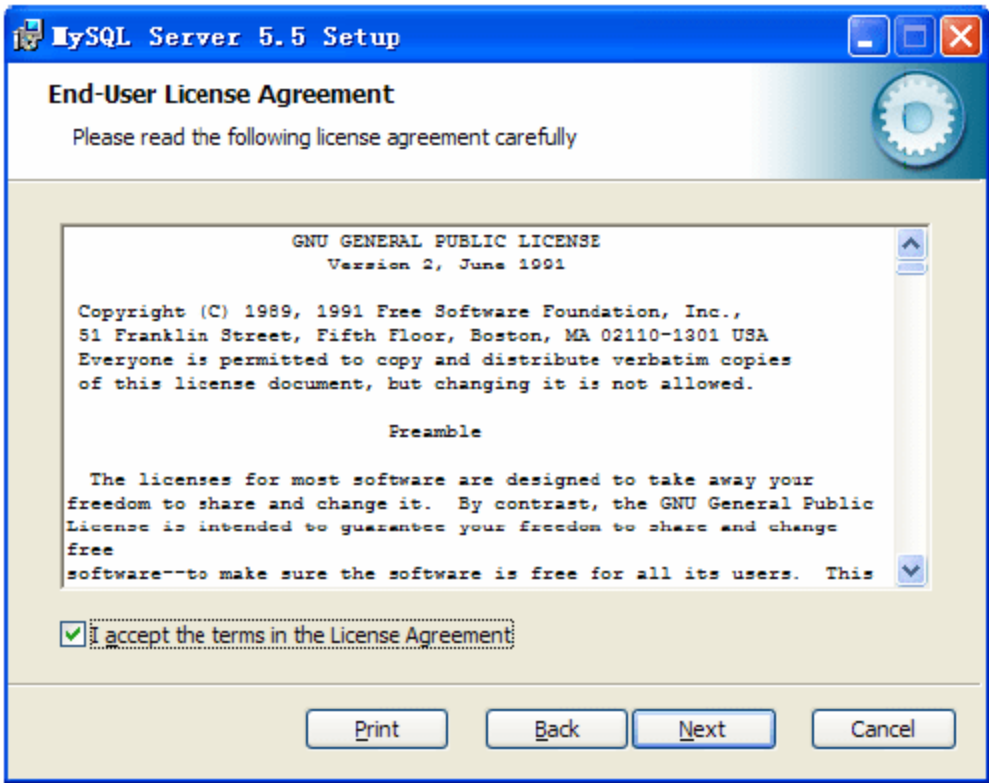 MySQL Server 5.5 Setup
End-User License Agreement
Please read the following license agreement carefully
GNU GENERAL PUBLIC LICENSE
Version 2, June 1991
Copyright (C) 1989, 1991 Free Software Foundation, Inc.,
51 Franklin Street, Fifth Floor, Boston, MA 02110-1301 USA
Everyone is permitted to copy and distribute verbatim copies
of this license document, but changing it is not allowed.
Preamble
The licenses for most software are designed to take away your
freedom to share and change it.  By contrast, the GNU General Public
License is intended to guarantee your freedom to share and change
free
software--to make sure the software is free for all its users.  This
I accept the terms in the License Agreement
Print Back Next Cancel